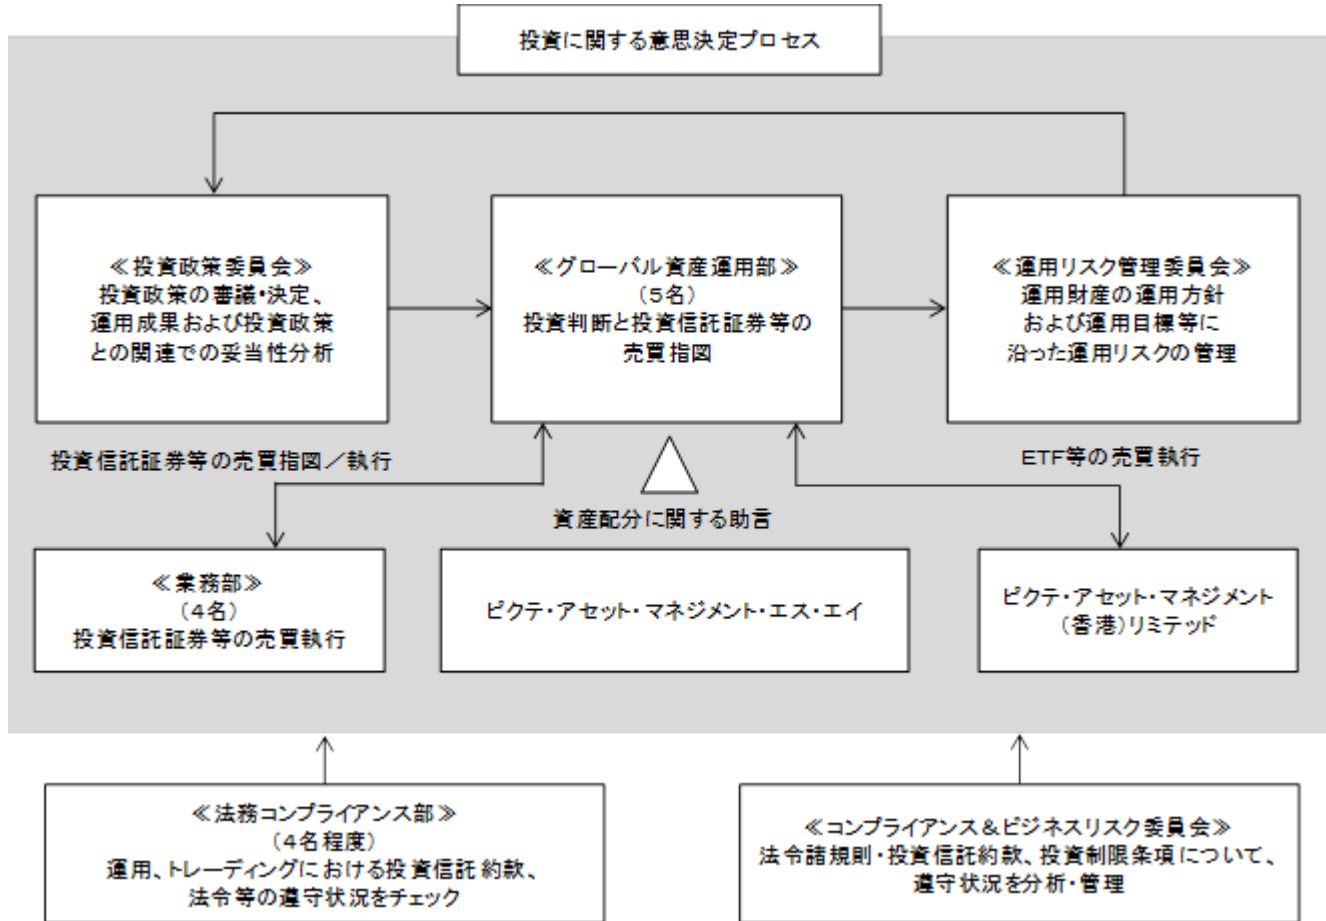 投資に関する意思決定プロセス
≪投資政策委員会≫
投資政策の審議・決定、
運用成果および投資政策
との関連での妥当性分析
≪グローバル資産運用部≫
（５名）
投資判断と投資信託証券等の
売買指図
≪運用リスク管理委員会≫
運用財産の運用方針
および運用目標等に
沿った運用リスクの管理
投資信託証券等の売買指図／執行
ETF等の売買執行
資産配分に関する助言
≪業務部≫
（４名）
投資信託証券等の売買執行
ピクテ・アセット・マネジメント・エス・エイ
ピクテ・アセット・マネジメント
（香港）リミテッド
≪法務コンプライアンス部≫
（４名程度）
運用、トレーディングにおける投資信託約款、
法令等の遵守状況をチェック
≪コンプライアンス＆ビジネスリスク委員会≫
法令諸規則・投資信託約款、投資制限条項について、
遵守状況を分析・管理